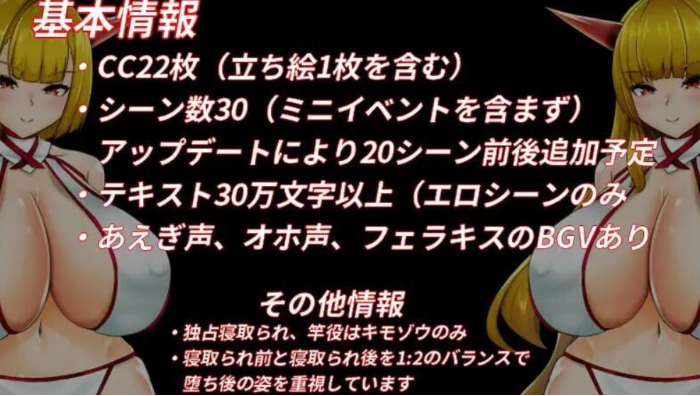 基本情報
・CG22枚（立ち絵1枚を含む）
・シーン数30（ミニイベントを含まず）
アップデートにより20シーン前後追加予定
・テキスト30万文字以上（エロシーンのみ
・あえぎ声、オホ声、フェラキスのBGVあり
その他情報
・独占寝取られ、竿役はキモゾウのみ
・寝取られ前と寝取られ後を1:2のバランスで
堕ち後の姿を重視しています